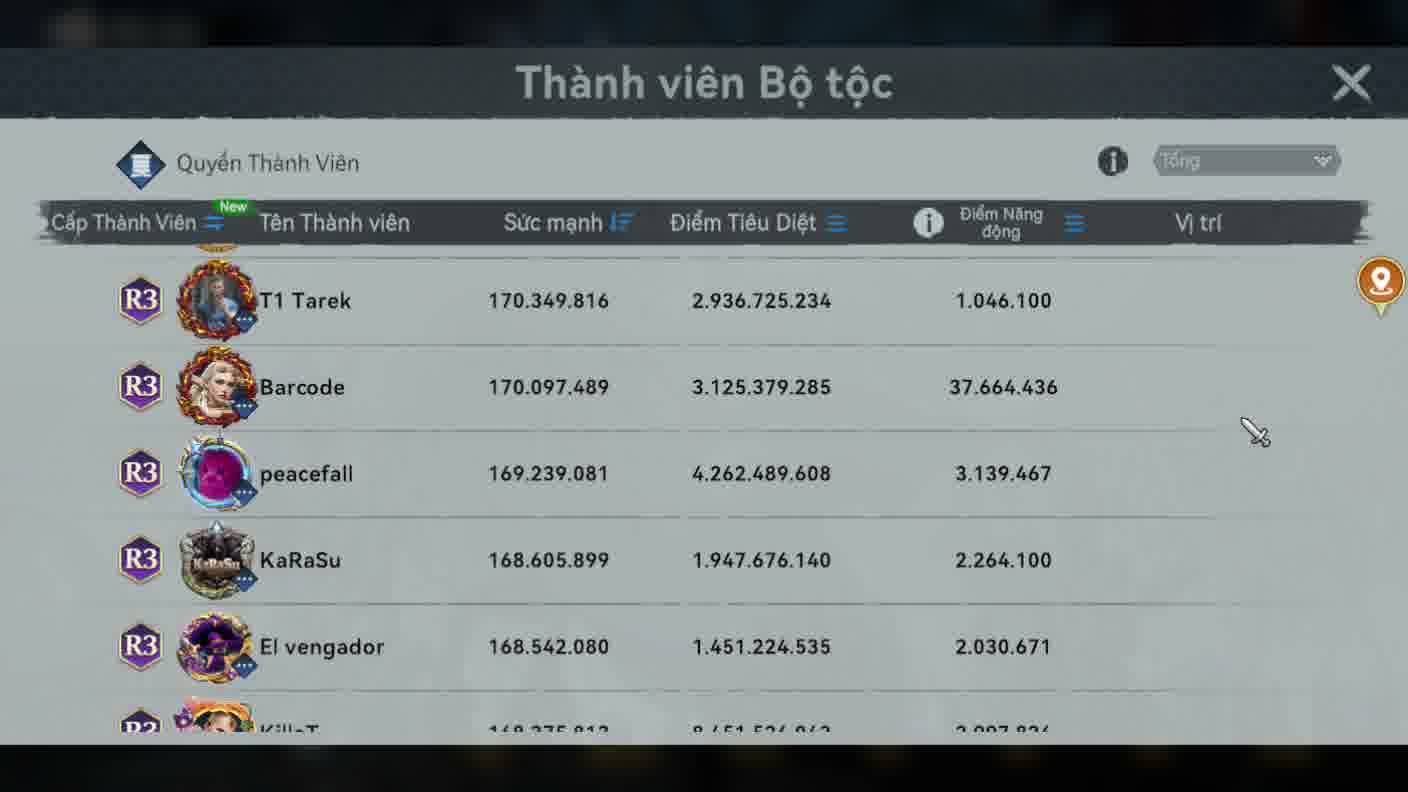 Thành viên Bộ tộc
Quyển Thành Viên
Tổng
Cấp Thành Viên New Tên Thành viên Sức mạnh Điểm Tiêu Diệt Điểm Năng động Vị trí
R3 T1 Tarek 170.349.816 2.936.725.234 1.046.100
R3 Barcode 170.097.489 3.125.379.285 37.664.436
R3 peacefall 169.239.081 4.262.489.608 3.139.467
R3 KaRaSu KaRaSu 168.605.899 1.947.676.140 2.264.100
R3 El vengador 168.542.080 1.451.224.535 2.030.671